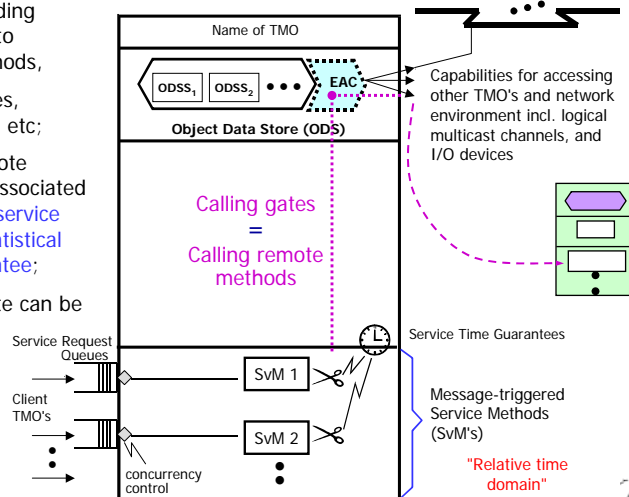 ding
to
nods,
es,
etc;
ote
associated
service
tistical
ntee;
te can be
Name of TMO
ODSS1
ODSS2
EAC
Object Data Store (ODS)
Capabilities for accessing
other TMO's and network
environment incl. logical
multicast channels, and
I/O devices
Calling gates
=
Calling remote
methods
Service Request
Queues
Service Time Guarantees
SvM 1
Client
TMO's
SvM 2
Message-triggered
Service Methods
(SvM's)
concurrency
control
"Relative time
domain"